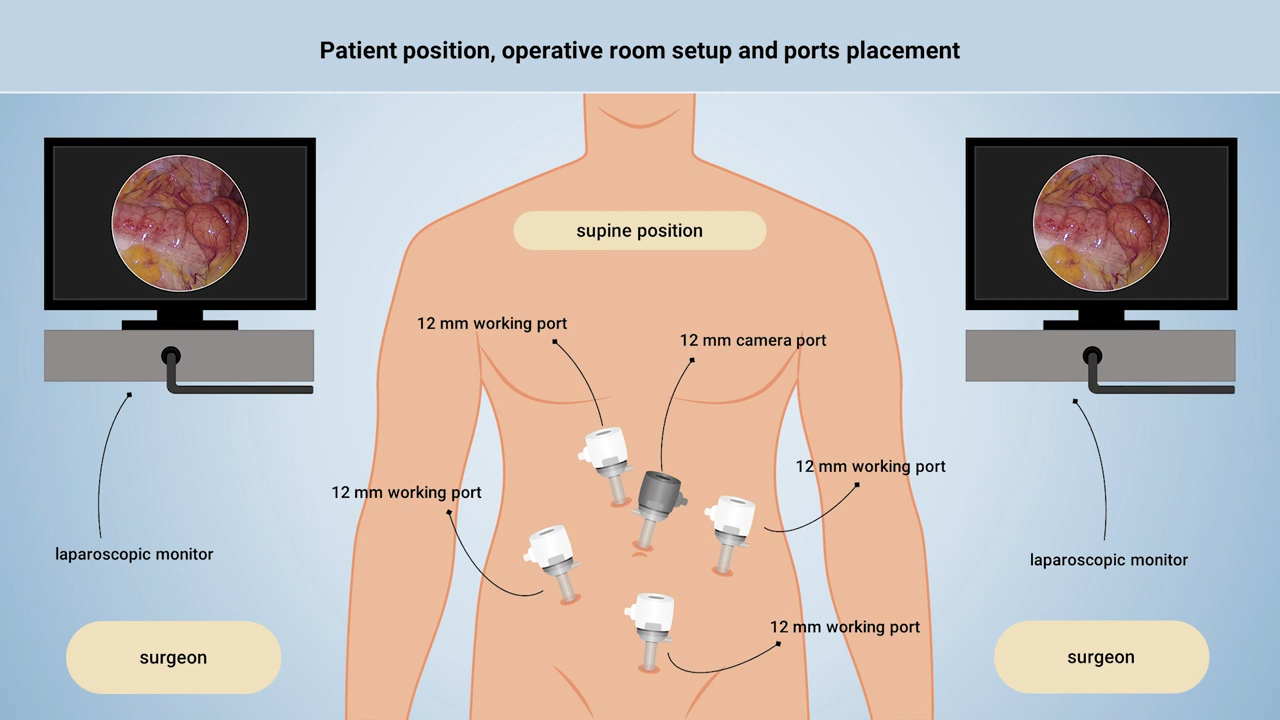 Patient position, operative room setup and ports placement
supine position
12 mm working port
12 mm camera port
12 mm working port
12 mm working port
laparoscopic monitor
laparoscopic monitor
12 mm working port
surgeon
surgeon